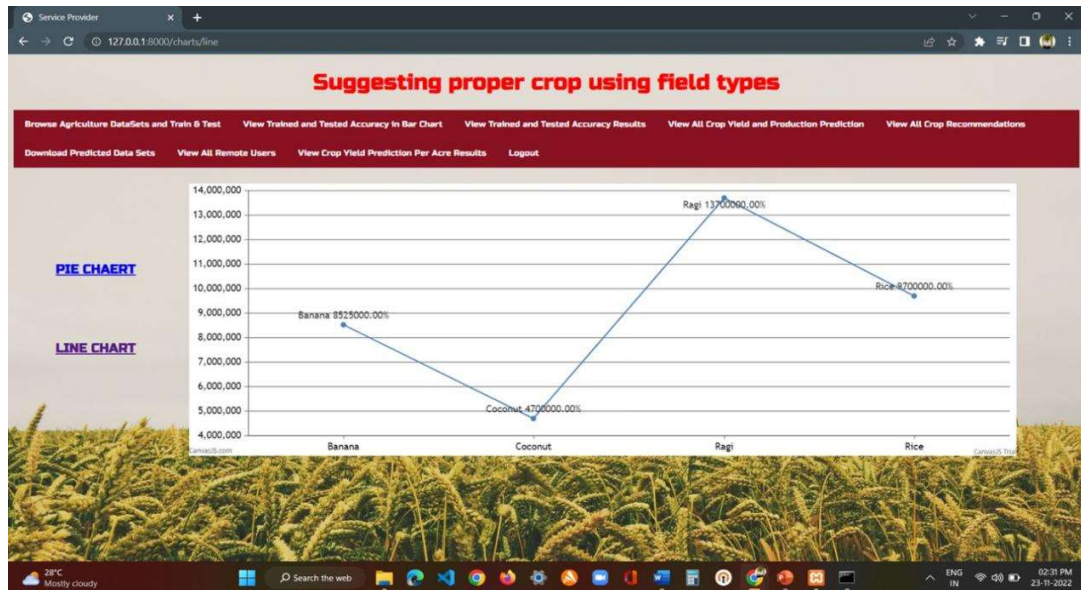 Service Provider
127.0.0.1:8000/charts/line
Suggesting proper crop using field types
Browse Agriculture DataSets and Train & Test View Trained and Tested Accuracy in Bar Chart View Trained and Tested Accuracy Results View All Crop Yield and Production Prediction View All Crop Recommendations
Download Predicted Data Sets View All Remote Users View Crop Yield Prediction Per Acre Results Logout
PIE CHAERT
LINE CHART
14,000,000
13,000,000
12,000,000
11,000,000
10,000,000
9,000,000
8,000,000
7,000,000
6,000,000
5,000,000
4,000,000
Banana 8525000.00%
Coconut 4700000.00%
Ragi 13700000.00%
Rice 9700000.00%
Banana Coconut Ragi Rice
CanvasJS.com CanvasJS Trial
28°C
Mostly cloudy
Search the web
ENG
IN
02:31 PM
23-11-2022